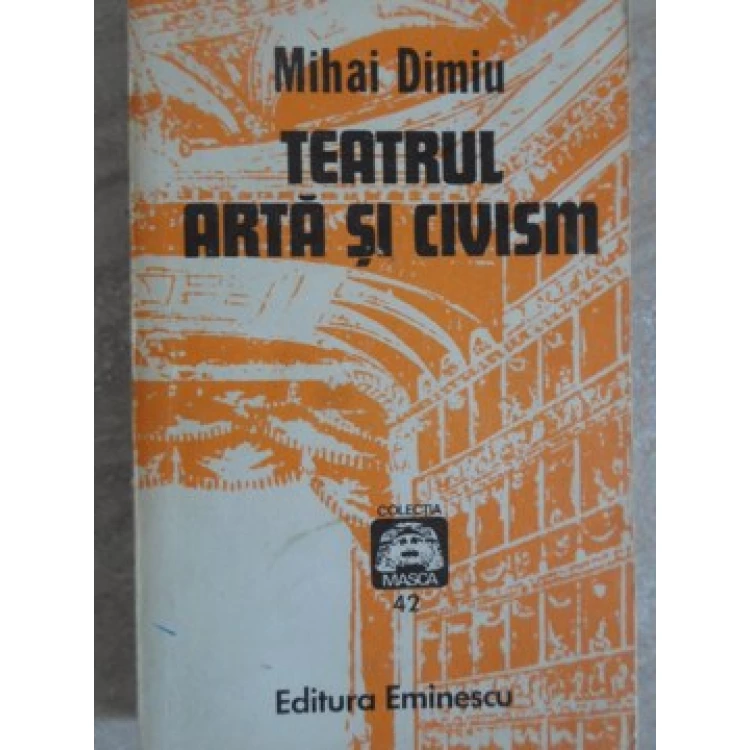 Mihai Dimiu
TEATRUL
ARTĂ ȘI CIVISM
COLECȚIA
MASCA
42
Editura Eminescu